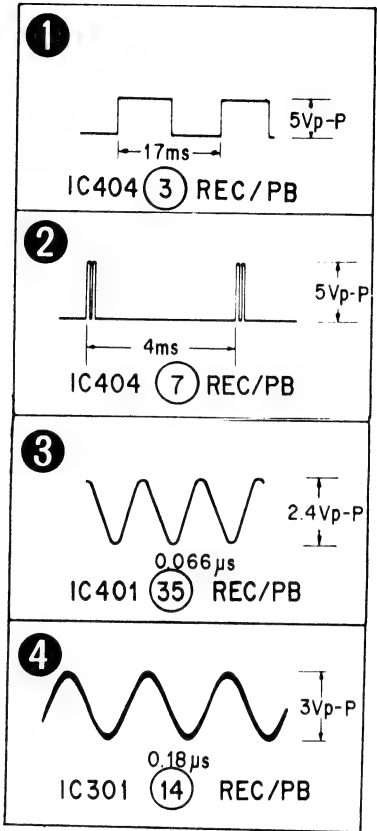 1
5Vp-P
17ms
IC404 3 REC/PB
2
5Vp-P
4ms
IC404 7 REC/PB
3
2.4Vp-P
0.066µs
IC401 35 REC/PB
4
3Vp-P
0.18µs
IC301 14 REC/PB